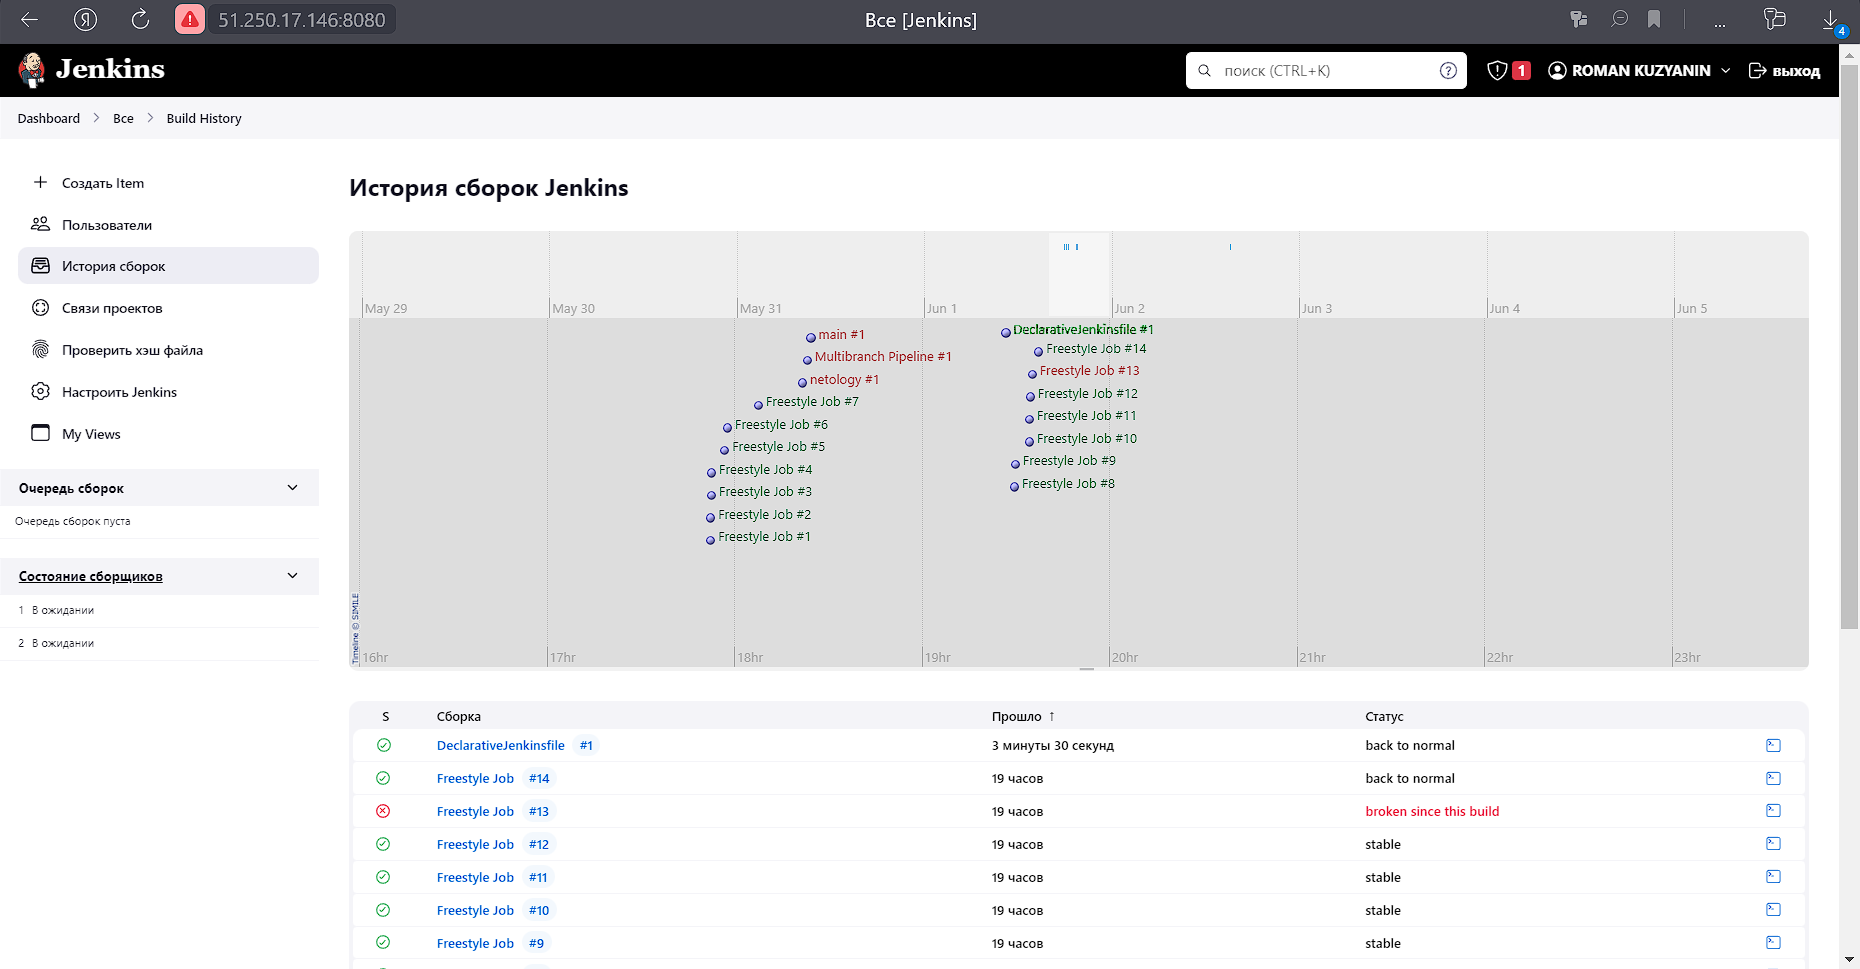 51.250.17.146:8080
Все [Jenkins]
...
4
Jenkins
поиск (CTRL+K)
1
ROMAN KUZYANIN
выход
Dashboard
Все
Build History
Создать Item
Пользователи
История сборок
Связи проектов
Проверить хэш файла
Настроить Jenkins
My Views
Очередь сборок
Очередь сборок пуста
Состояние сборщиков
1 В ожидании
2 В ожидании
История сборок Jenkins
May 29
May 30
May 31
Jun 1
Jun 2
Jun 3
Jun 4
Jun 5
main #1
Multibranch Pipeline #1
netology #1
Freestyle Job #7
Freestyle Job #6
Freestyle Job #5
Freestyle Job #4
Freestyle Job #3
Freestyle Job #2
Freestyle Job #1
DeclarativeJenkinsfile #1
Freestyle Job #14
Freestyle Job #13
Freestyle Job #12
Freestyle Job #11
Freestyle Job #10
Freestyle Job #9
Freestyle Job #8
Timeline © SIMILE
16hr
17hr
18hr
19hr
20hr
21hr
22hr
23hr
S Сборка Прошло ↑ Статус
DeclarativeJenkinsfile #1 3 минуты 30 секунд back to normal
Freestyle Job #14 19 часов back to normal
Freestyle Job #13 19 часов broken since this build
Freestyle Job #12 19 часов stable
Freestyle Job #11 19 часов stable
Freestyle Job #10 19 часов stable
Freestyle Job #9 19 часов stable